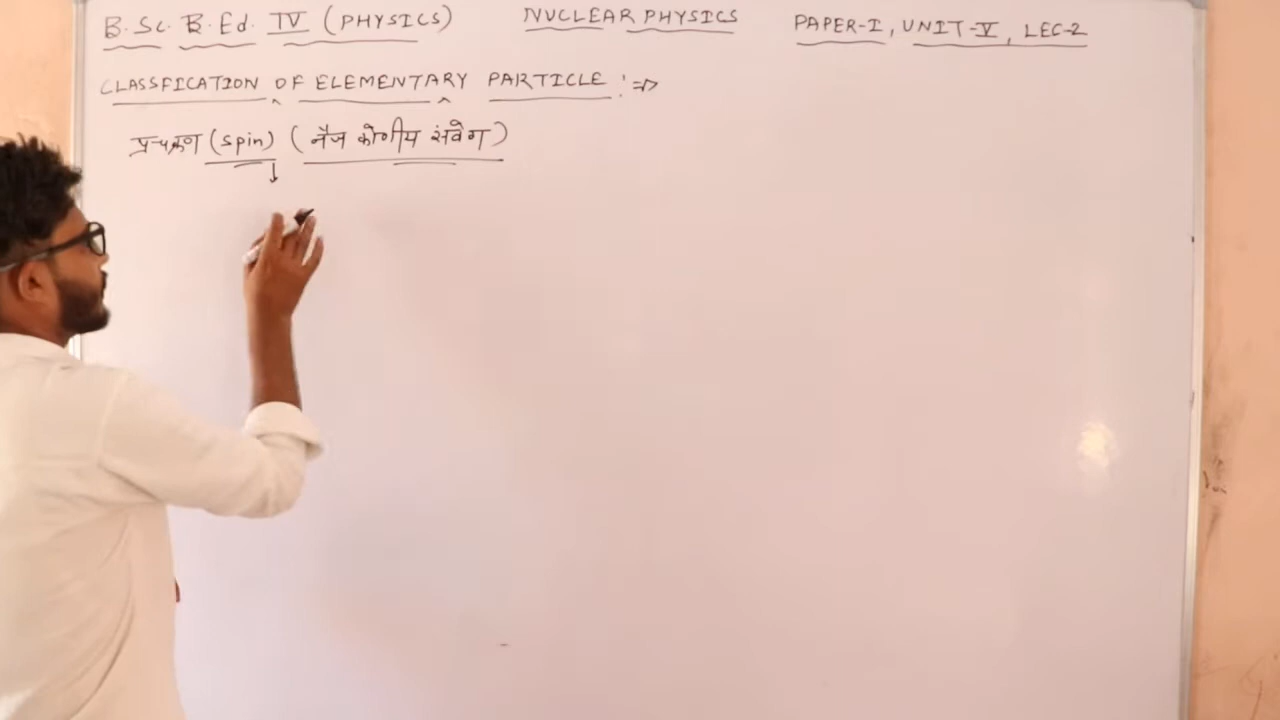 B.Sc. B.Ed. IV (PHYSICS) NUCLEAR PHYSICS PAPER-I, UNIT-V, LEC-2
CLASSFICATION OF ELEMENTARY PARTICLE :⇒
प्रचक्रण (spin) (नैज कोणीय संवेग)
↓